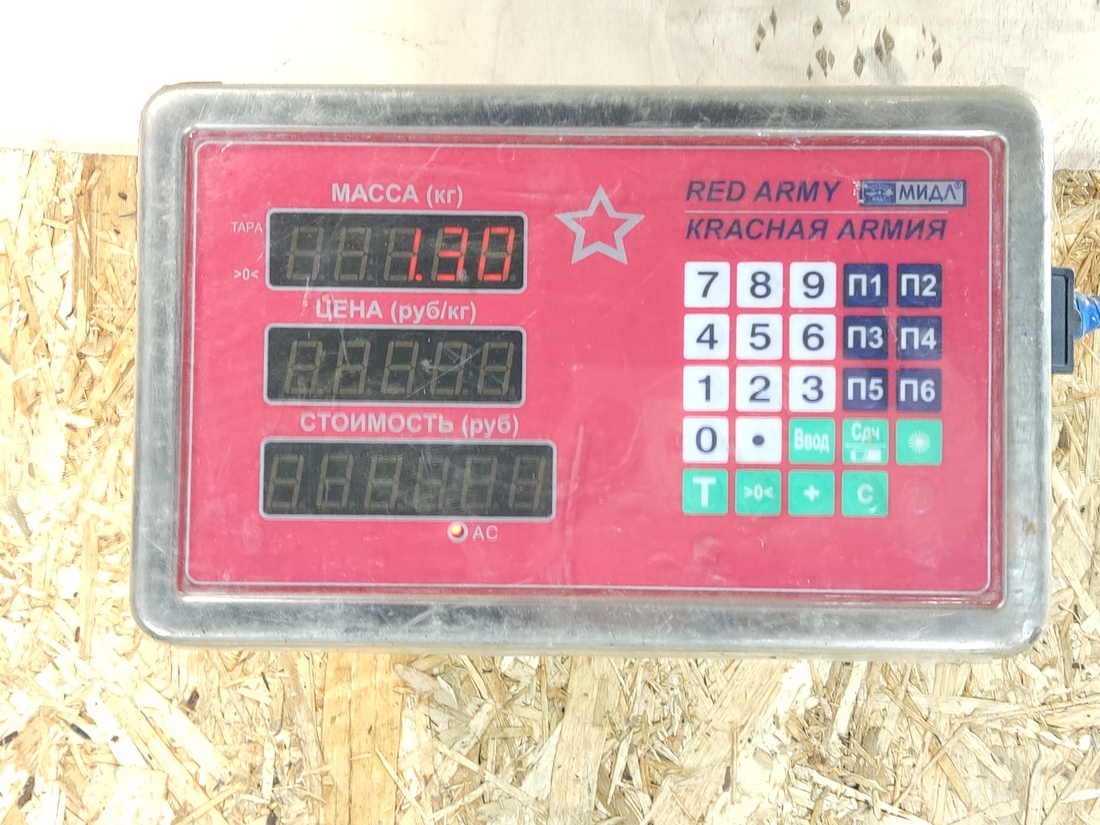 МАССА (кг)
ТАРА
1.30
>0<
ЦЕНА (руб/кг)
СТОИМОСТЬ (руб)
AC
RED ARMY МИДЛ®
КRАСНАЯ ARMИЯ
7 8 9 П1 П2
4 5 6 П3 П4
1 2 3 П5 П6
0 • Ввод Сдч
T >0< + C